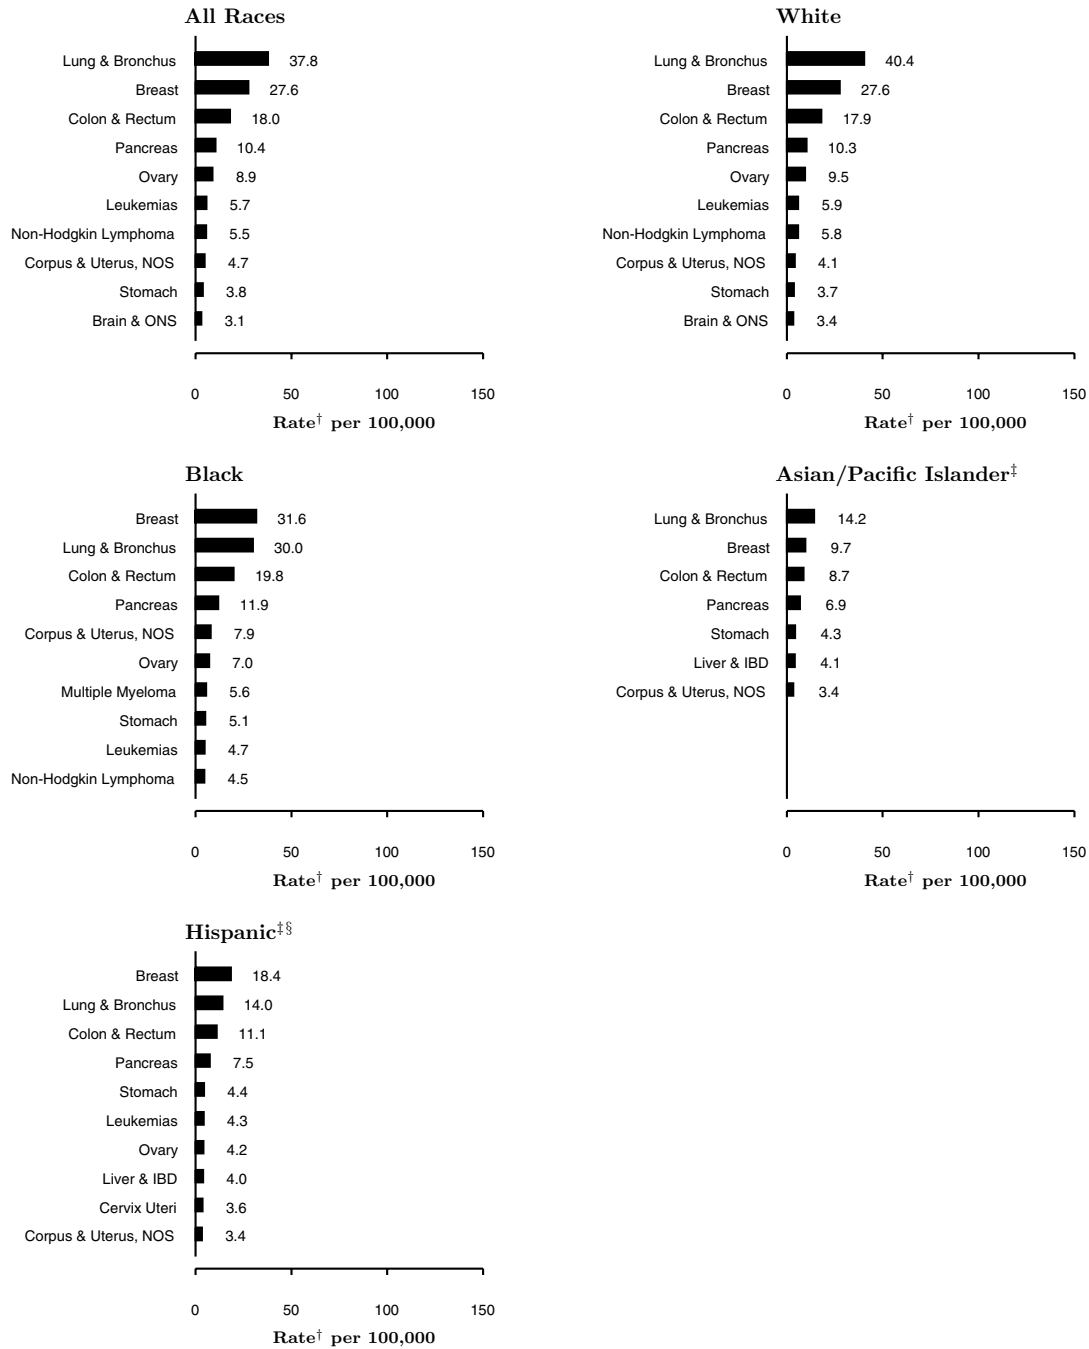 All Races
Lung & Bronchus 37.8
Breast 27.6
Colon & Rectum 18.0
Pancreas 10.4
Ovary 8.9
Leukemias 5.7
Non-Hodgkin Lymphoma 5.5
Corpus & Uterus, NOS 4.7
Stomach 3.8
Brain & ONS 3.1
0 50 100 150
Rate† per 100,000
White
Lung & Bronchus 40.4
Breast 27.6
Colon & Rectum 17.9
Pancreas 10.3
Ovary 9.5
Leukemias 5.9
Non-Hodgkin Lymphoma 5.8
Corpus & Uterus, NOS 4.1
Stomach 3.7
Brain & ONS 3.4
0 50 100 150
Rate† per 100,000
Black
Breast 31.6
Lung & Bronchus 30.0
Colon & Rectum 19.8
Pancreas 11.9
Corpus & Uterus, NOS 7.9
Ovary 7.0
Multiple Myeloma 5.6
Stomach 5.1
Leukemias 4.7
Non-Hodgkin Lymphoma 4.5
0 50 100 150
Rate† per 100,000
Asian/Pacific Islander‡
Lung & Bronchus 14.2
Breast 9.7
Colon & Rectum 8.7
Pancreas 6.9
Stomach 4.3
Liver & IBD 4.1
Corpus & Uterus, NOS 3.4
0 50 100 150
Rate† per 100,000
Hispanic‡§
Breast 18.4
Lung & Bronchus 14.0
Colon & Rectum 11.1
Pancreas 7.5
Stomach 4.4
Leukemias 4.3
Ovary 4.2
Liver & IBD 4.0
Cervix Uteri 3.6
Corpus & Uterus, NOS 3.4
0 50 100 150
Rate† per 100,000